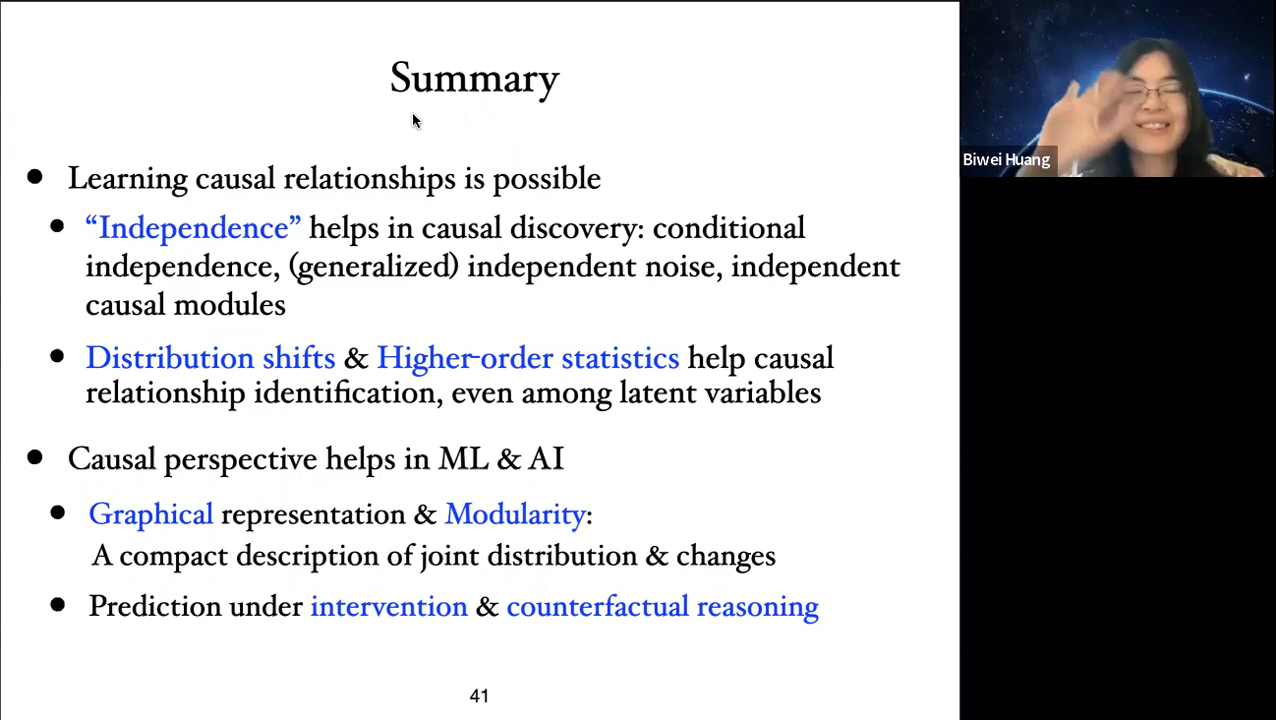 Summary
Learning causal relationships is possible
“Independence” helps in causal discovery: conditional
independence, (generalized) independent noise, independent
causal modules
Distribution shifts & Higher-order statistics help causal
relationship identification, even among latent variables
Causal perspective helps in ML & AI
Graphical representation & Modularity:
A compact description of joint distribution & changes
Prediction under intervention & counterfactual reasoning
41
Biwei Huang